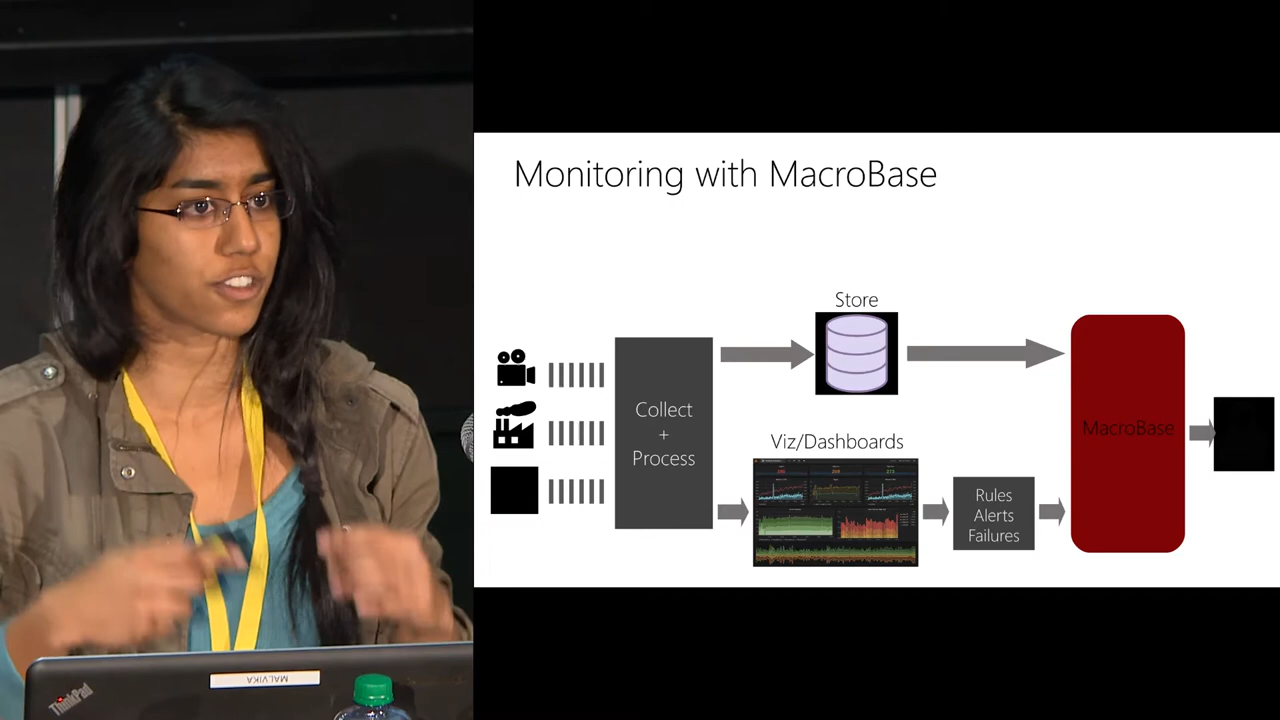 Monitoring with MacroBase
Store
Collect
+
Process
Viz/Dashboards
Rules
Alerts
Failures
MacroBase
ThinkPad
MALVIKA